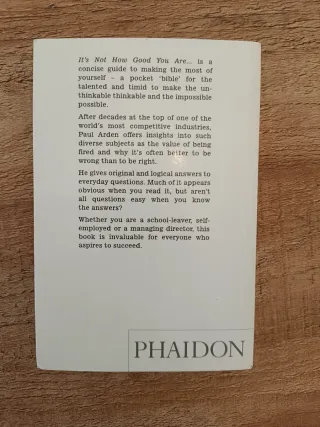 It's Not How Good You Are... is a
concise guide to making the most of
yourself – a pocket 'bible' for the
talented and timid to make the un-
thinkable thinkable and the impossible
possible.
After decades at the top of one of the
world's most competitive industries,
Paul Arden offers insights into such
diverse subjects as the value of being
fired and why it's often better to be
wrong than to be right.
He gives original and logical answers to
everyday questions. Much of it appears
obvious when you read it, but aren't
all questions easy when you know
the answers?
Whether you are a school-leaver, self-
employed or a managing director, this
book is invaluable for everyone who
aspires to succeed.
PHAIDON